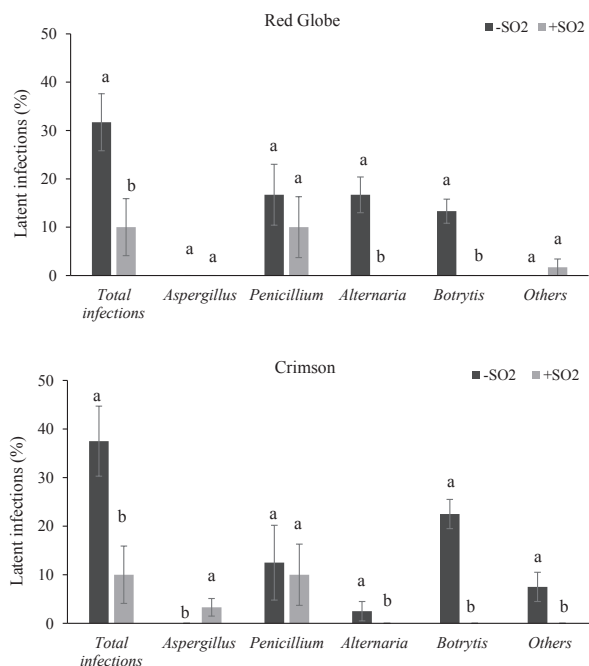 Red Globe
-SO2 +SO2
Latent infections (%)
50
40
30
20
10
0
a
b
a a
a a
a
b
a
b
a
a
Total infections
Aspergillus
Penicillium
Alternaria
Botrytis
Others
Crimson
-SO2 +SO2
Latent infections (%)
50
40
30
20
10
0
a
b
b
a
a
a
a
b
a
b
a
b
Total infections
Aspergillus
Penicillium
Alternaria
Botrytis
Others